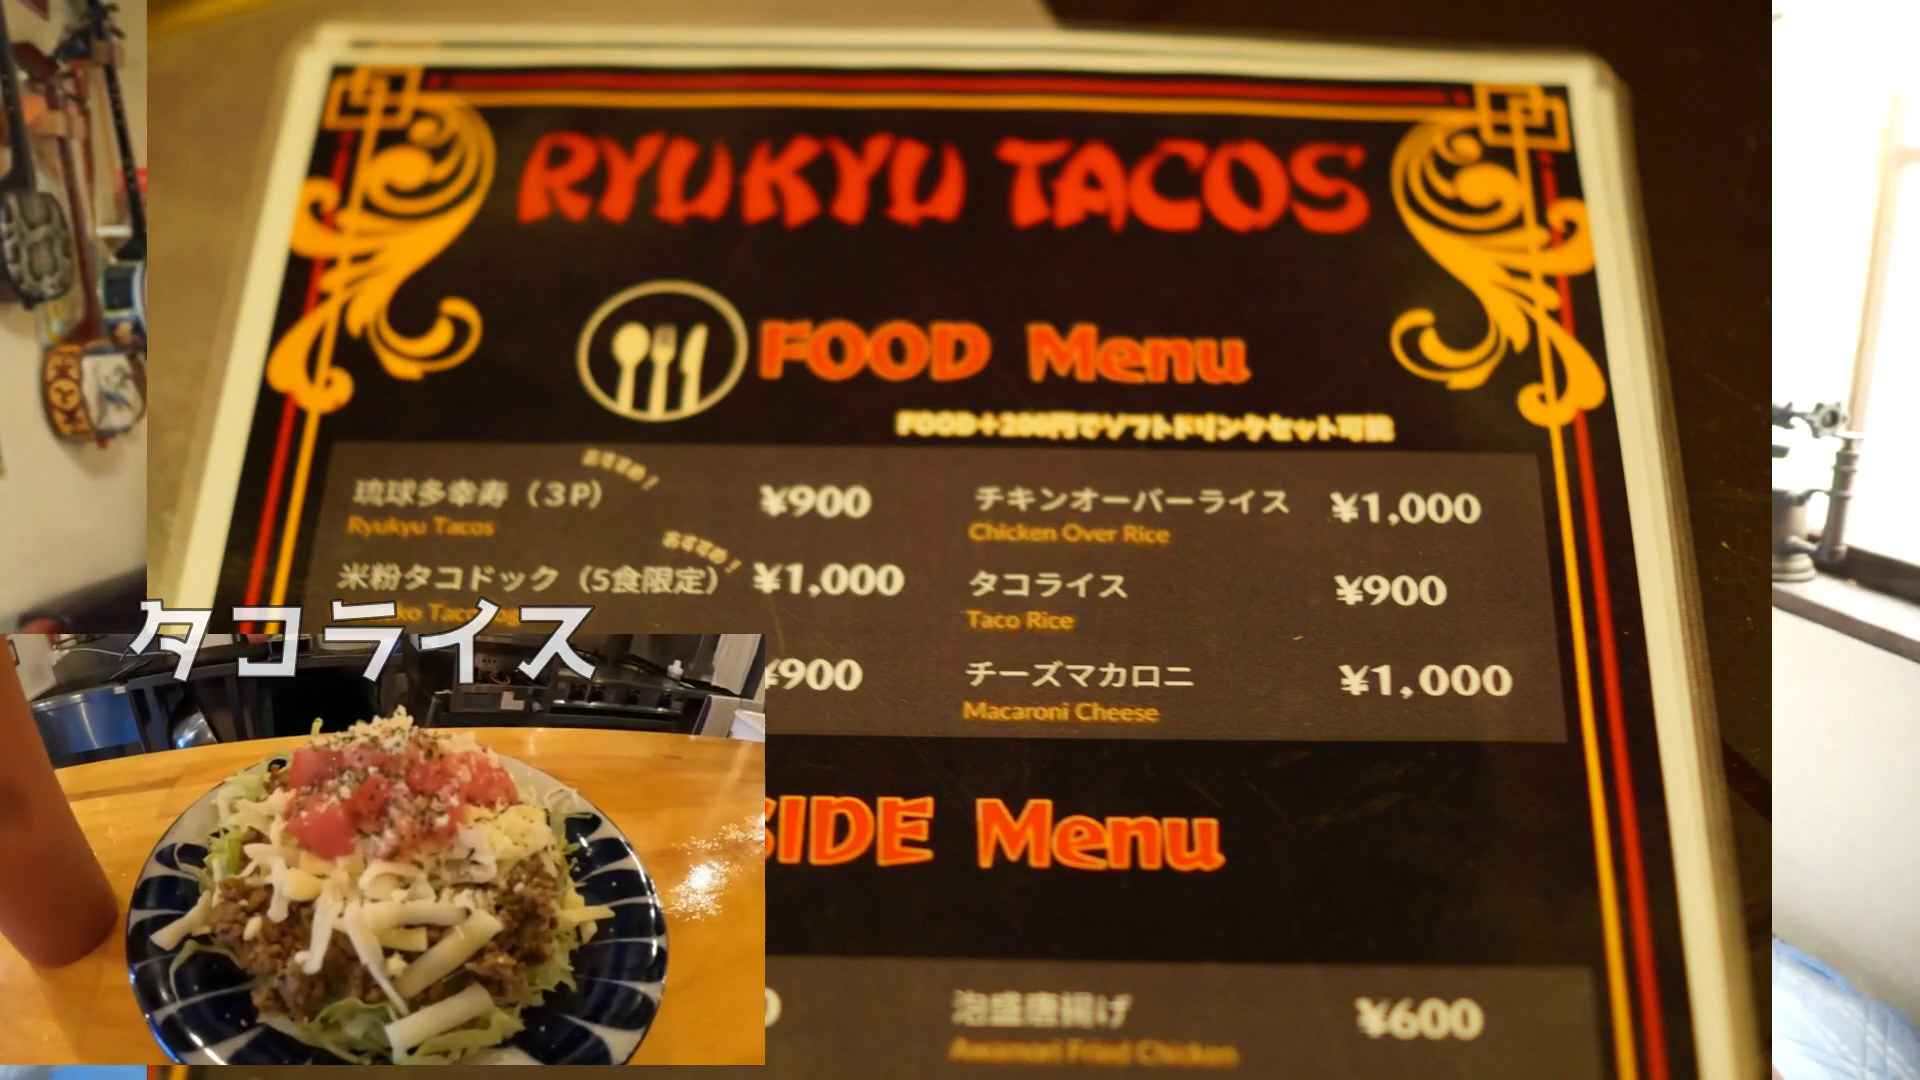 RYUKYU TACOS
FOOD Menu
FOOD+200円でソフトドリンクセット可能
おすすめ!
琉球多幸寿（3P） ¥900
Ryukyu Tacos
おすすめ!
米粉タコドック（5食限定） ¥1,000
¥900
チキンオーバーライス ¥1,000
Chicken Over Rice
タコライス ¥900
Taco Rice
チーズマカロニ ¥1,000
Macaroni Cheese
タコライス
SIDE Menu
泡盛唐揚げ ¥600
Awamori Fried Chicken